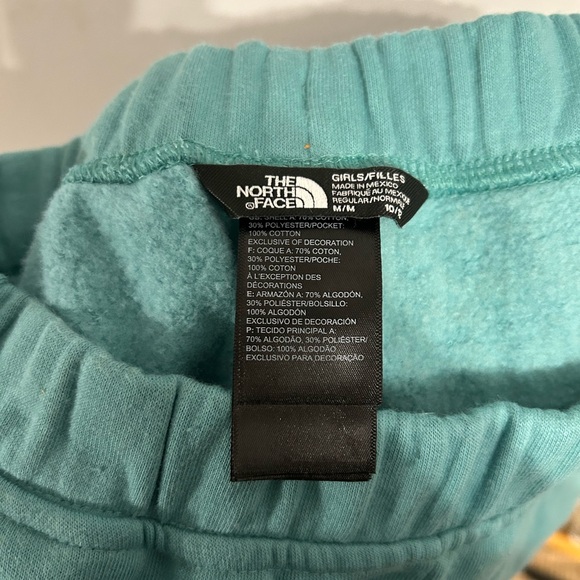 THE
NORTH
FACE
GIRLS/FILLES
MADE IN MEXICO
FABRIQUÉ AU MEXIQUE
REGULAR/NORMAL
M/M 10/
30% POLYESTER/POCKET:
100% COTTON
EXCLUSIVE OF DECORATION
F: COQUE A: 70% COTON,
30% POLYESTER/POCHE:
100% COTON
À L'EXCEPTION DES
DÉCORATIONS
E: ARMAZÓN A: 70% ALGODÓN,
30% POLIÉSTER/BOLSILLO:
100% ALGODÓN
EXCLUSIVO DE DECORACIÓN
P: TECIDO PRINCIPAL A:
70% ALGODÃO, 30% POLIÉSTER/
BOLSO: 100% ALGODÃO
EXCLUSIVO PARA DECORAÇÃO